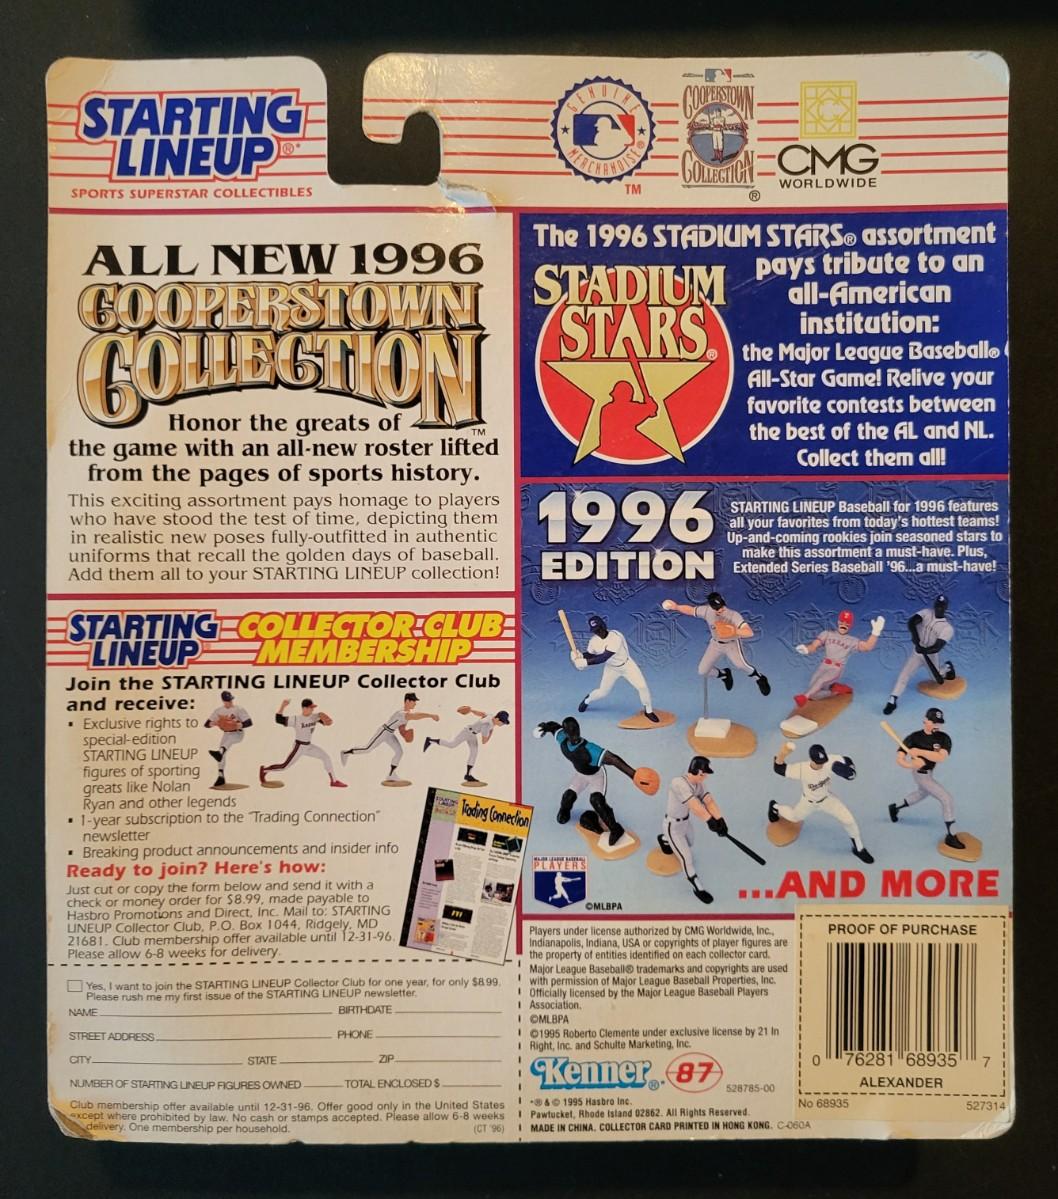 STARTING
LINEUP®*
SPORTS SUPERSTAR COLLECTIBLES
GENUINE
MERCHANDISE®
TM
COOPERSTOWN
COLLECTION
®
CMG
WORLDWIDE
ALL NEW 1996
COOPERSTOWN
COLLECTION
TM
Honor the greats of
the game with an all-new roster lifted
from the pages of sports history.
This exciting assortment pays homage to players
who have stood the test of time, depicting them
in realistic new poses fully-outfitted in authentic
uniforms that recall the golden days of baseball.
Add them all to your STARTING LINEUP collection!
The 1996 STADIUM STARS® assortment
pays tribute to an
all-American
institution:
the Major League Baseball®
All-Star Game! Relive your
favorite contests between
the best of the AL and NL.
Collect them all!
STADIUM
STARS®
1996
EDITION
STARTING LINEUP Baseball for 1996 features
all your favorites from today's hottest teams!
Up-and-coming rookies join seasoned stars to
make this assortment a must-have. Plus,
Extended Series Baseball '96...a must-have!
MAJOR LEAGUE BASEBALL
PLAYERS
©MLBPA
...AND MORE
STARTING
LINEUP®
COLLECTOR CLUB
MEMBERSHIP
Join the STARTING LINEUP Collector Club
and receive:
▪ Exclusive rights to
special-edition
STARTING LINEUP
figures of sporting
greats like Nolan
Ryan and other legends
▪ 1-year subscription to the "Trading Connection"
newsletter
▪ Breaking product announcements and insider info
Trading Connection
Ready to join? Here's how:
Just cut or copy the form below and send it with a
check or money order for $8.99, made payable to
Hasbro Promotions and Direct, Inc. Mail to: STARTING
LINEUP Collector Club, P.O. Box 1044, Ridgely, MD
21681. Club membership offer available until 12-31-96.
Please allow 6-8 weeks for delivery.
Yes, I want to join the STARTING LINEUP Collector Club for one year, for only $8.99.
Please rush me my first issue of the STARTING LINEUP newsletter.
NAME BIRTHDATE
STREET ADDRESS PHONE
CITY STATE ZIP
NUMBER OF STARTING LINEUP FIGURES OWNED TOTAL ENCLOSED $
Club membership offer available until 12-31-96. Offer good only in the United States
except where prohibited by law. No cash or stamps accepted. Please allow 6-8 weeks
delivery. One membership per household. (CT '96)
Players under license authorized by CMG Worldwide, Inc.,
Indianapolis, Indiana, USA or copyrights of player figures are
the property of entities identified on each collector card.
Major League Baseball® trademarks and copyrights are used
with permission of Major League Baseball Properties, Inc.
Officially licensed by the Major League Baseball Players
Association.
©MLBPA
©1995 Roberto Clemente under exclusive license by 21 In
Right, Inc. and Schulte Marketing, Inc.
Kenner®* 87 528785-00
*® & © 1995 Hasbro Inc.
Pawtucket, Rhode Island 02862. All Rights Reserved.
MADE IN CHINA. COLLECTOR CARD PRINTED IN HONG KONG. C-060A
PROOF OF PURCHASE
0 76281 68935 7
ALEXANDER
No 68935 527314